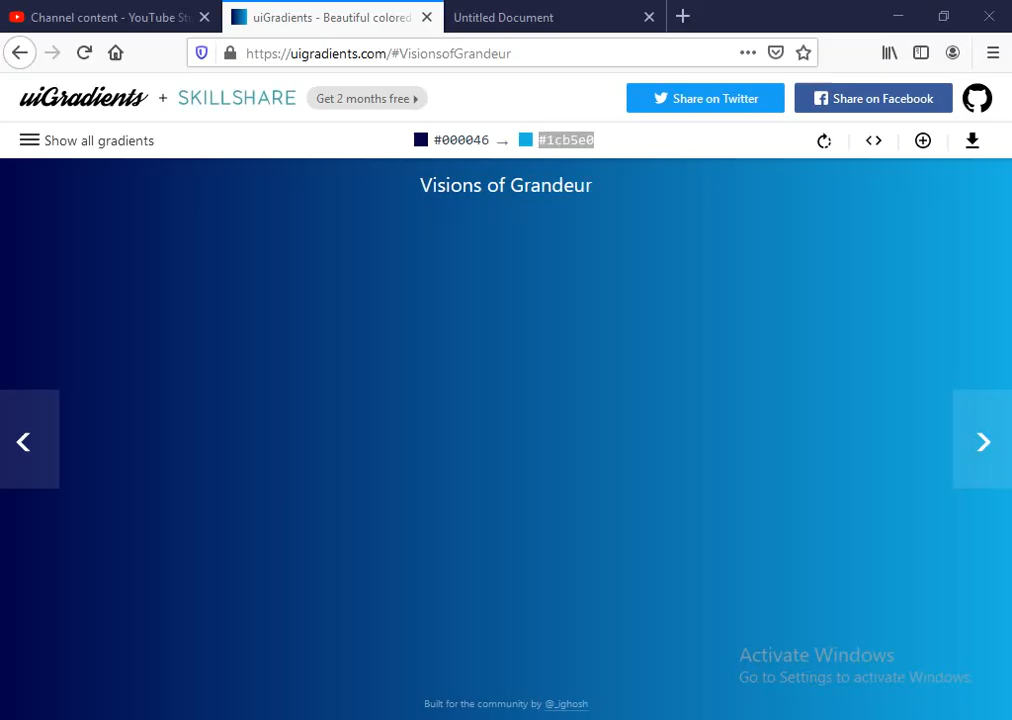 Channel content - YouTube St
uiGradients - Beautiful colored
Untitled Document
https://uigradients.com/#VisionsofGrandeur
uiGradients + SKILLSHARE Get 2 months free
Share on Twitter
Share on Facebook
Show all gradients
#000046 → #1cb5e0
Visions of Grandeur
Activate Windows
Go to Settings to activate Windows.
Built for the community by @_ighosh